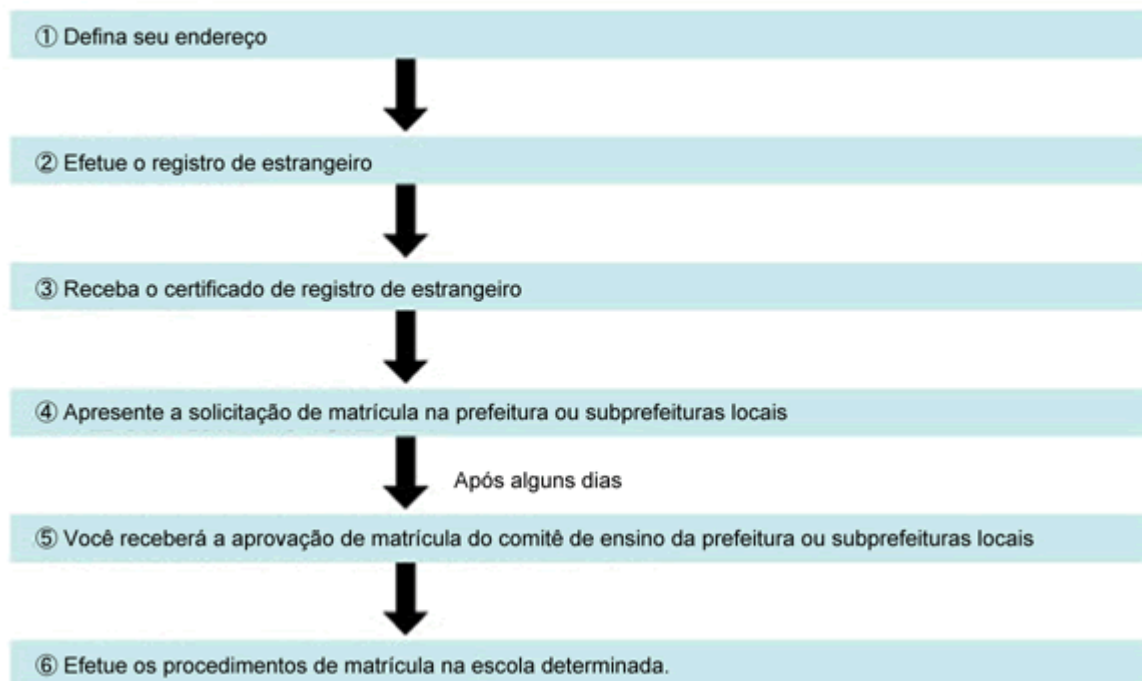 ① Defina seu endereço
② Efetue o registro de estrangeiro
③ Receba o certificado de registro de estrangeiro
④ Apresente a solicitação de matrícula na prefeitura ou subprefeituras locais
Após alguns dias
⑤ Você receberá a aprovação de matrícula do comitê de ensino da prefeitura ou subprefeituras locais
⑥ Efetue os procedimentos de matrícula na escola determinada.